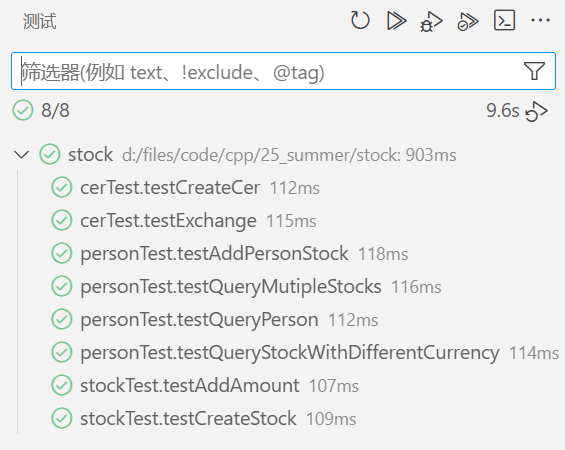 测试
筛选器(例如 text、!exclude、@tag)
8/8 9.6s
stock d:/files/code/cpp/25_summer/stock: 903ms
cerTest.testCreateCer 112ms
cerTest.testExchange 115ms
personTest.testAddPersonStock 118ms
personTest.testQueryMutipleStocks 116ms
personTest.testQueryPerson 112ms
personTest.testQueryStockWithDifferentCurrency 114ms
stockTest.testAddAmount 107ms
stockTest.testCreateStock 109ms